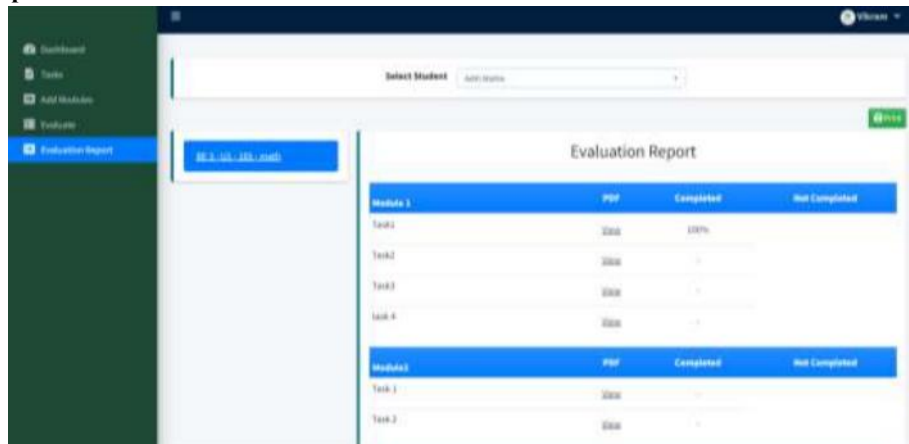 Vikram
Dashboard
Tasks
Add Modules
Evaluate
Evaluation Report
Select Student
Print
Evaluation Report
Module 1 PDF Completed Not Completed
Task1 View 100%
Task2 View -
Task3 View -
task 4 View -
PDF Completed Not Completed
Task 1 View -
Task 2 View -